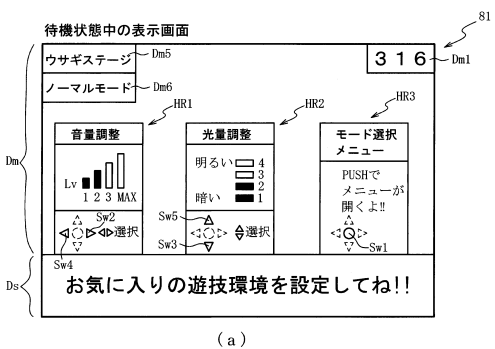 待機状態中の表示画面
81
ウサギステージ
Dm5
316
Dm1
ノーマルモード
Dm6
HR1
HR2
HR3
Dm
音量調整
Lv
1 2 3 MAX
Sw2
選択
Sw4
光量調整
明るい
4
3
2
暗い
1
Sw5
選択
Sw3
モード選択
メニュー
PUSHで
メニューが
開くよ!!
Sw1
Ds
お気に入りの遊技環境を設定してね!!
(a)